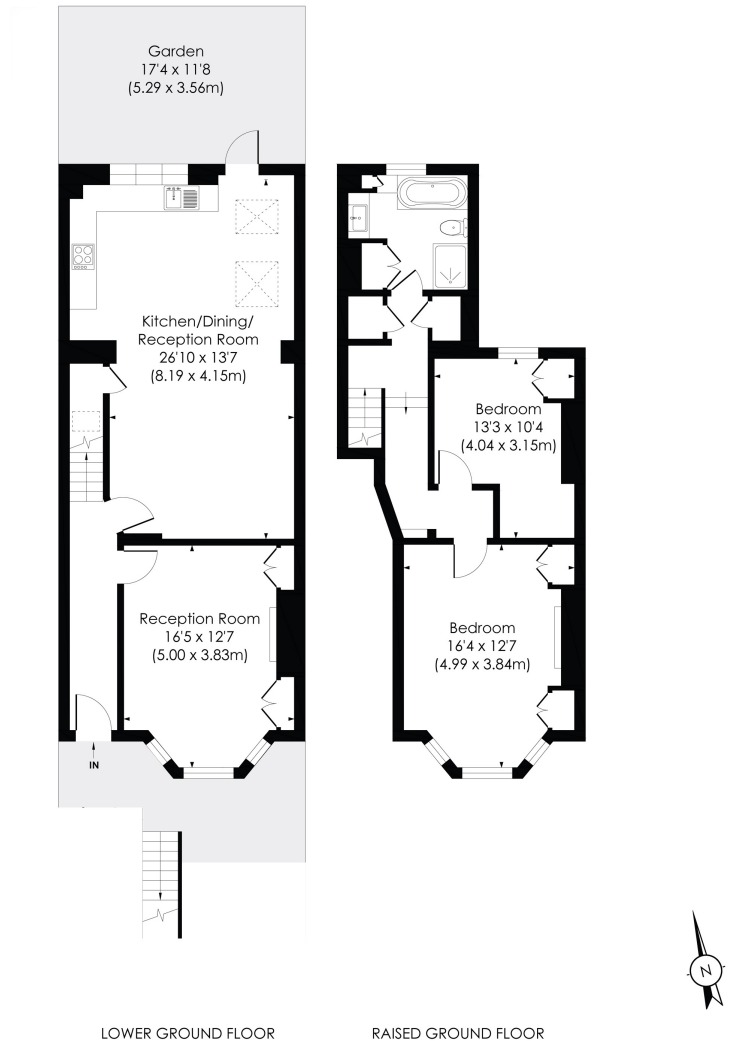 Garden
17'4 x 11'8
(5.29 x 3.56m)
Kitchen/Dining/
Reception Room
26'10 x 13'7
(8.19 x 4.15m)
Reception Room
16'5 x 12'7
(5.00 x 3.83m)
IN
Bedroom
13'3 x 10'4
(4.04 x 3.15m)
Bedroom
16'4 x 12'7
(4.99 x 3.84m)
N
LOWER GROUND FLOOR
RAISED GROUND FLOOR